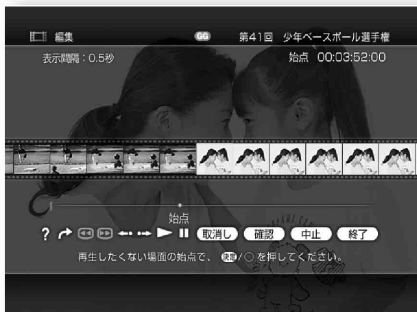 編集 GG 第41回 少年ベースボール選手権
表示間隔：0.5秒 始点 00:03:52:00
始点
? 取消し 確認 中止 終了
再生したくない場面の始点で、決定/○を押してください。